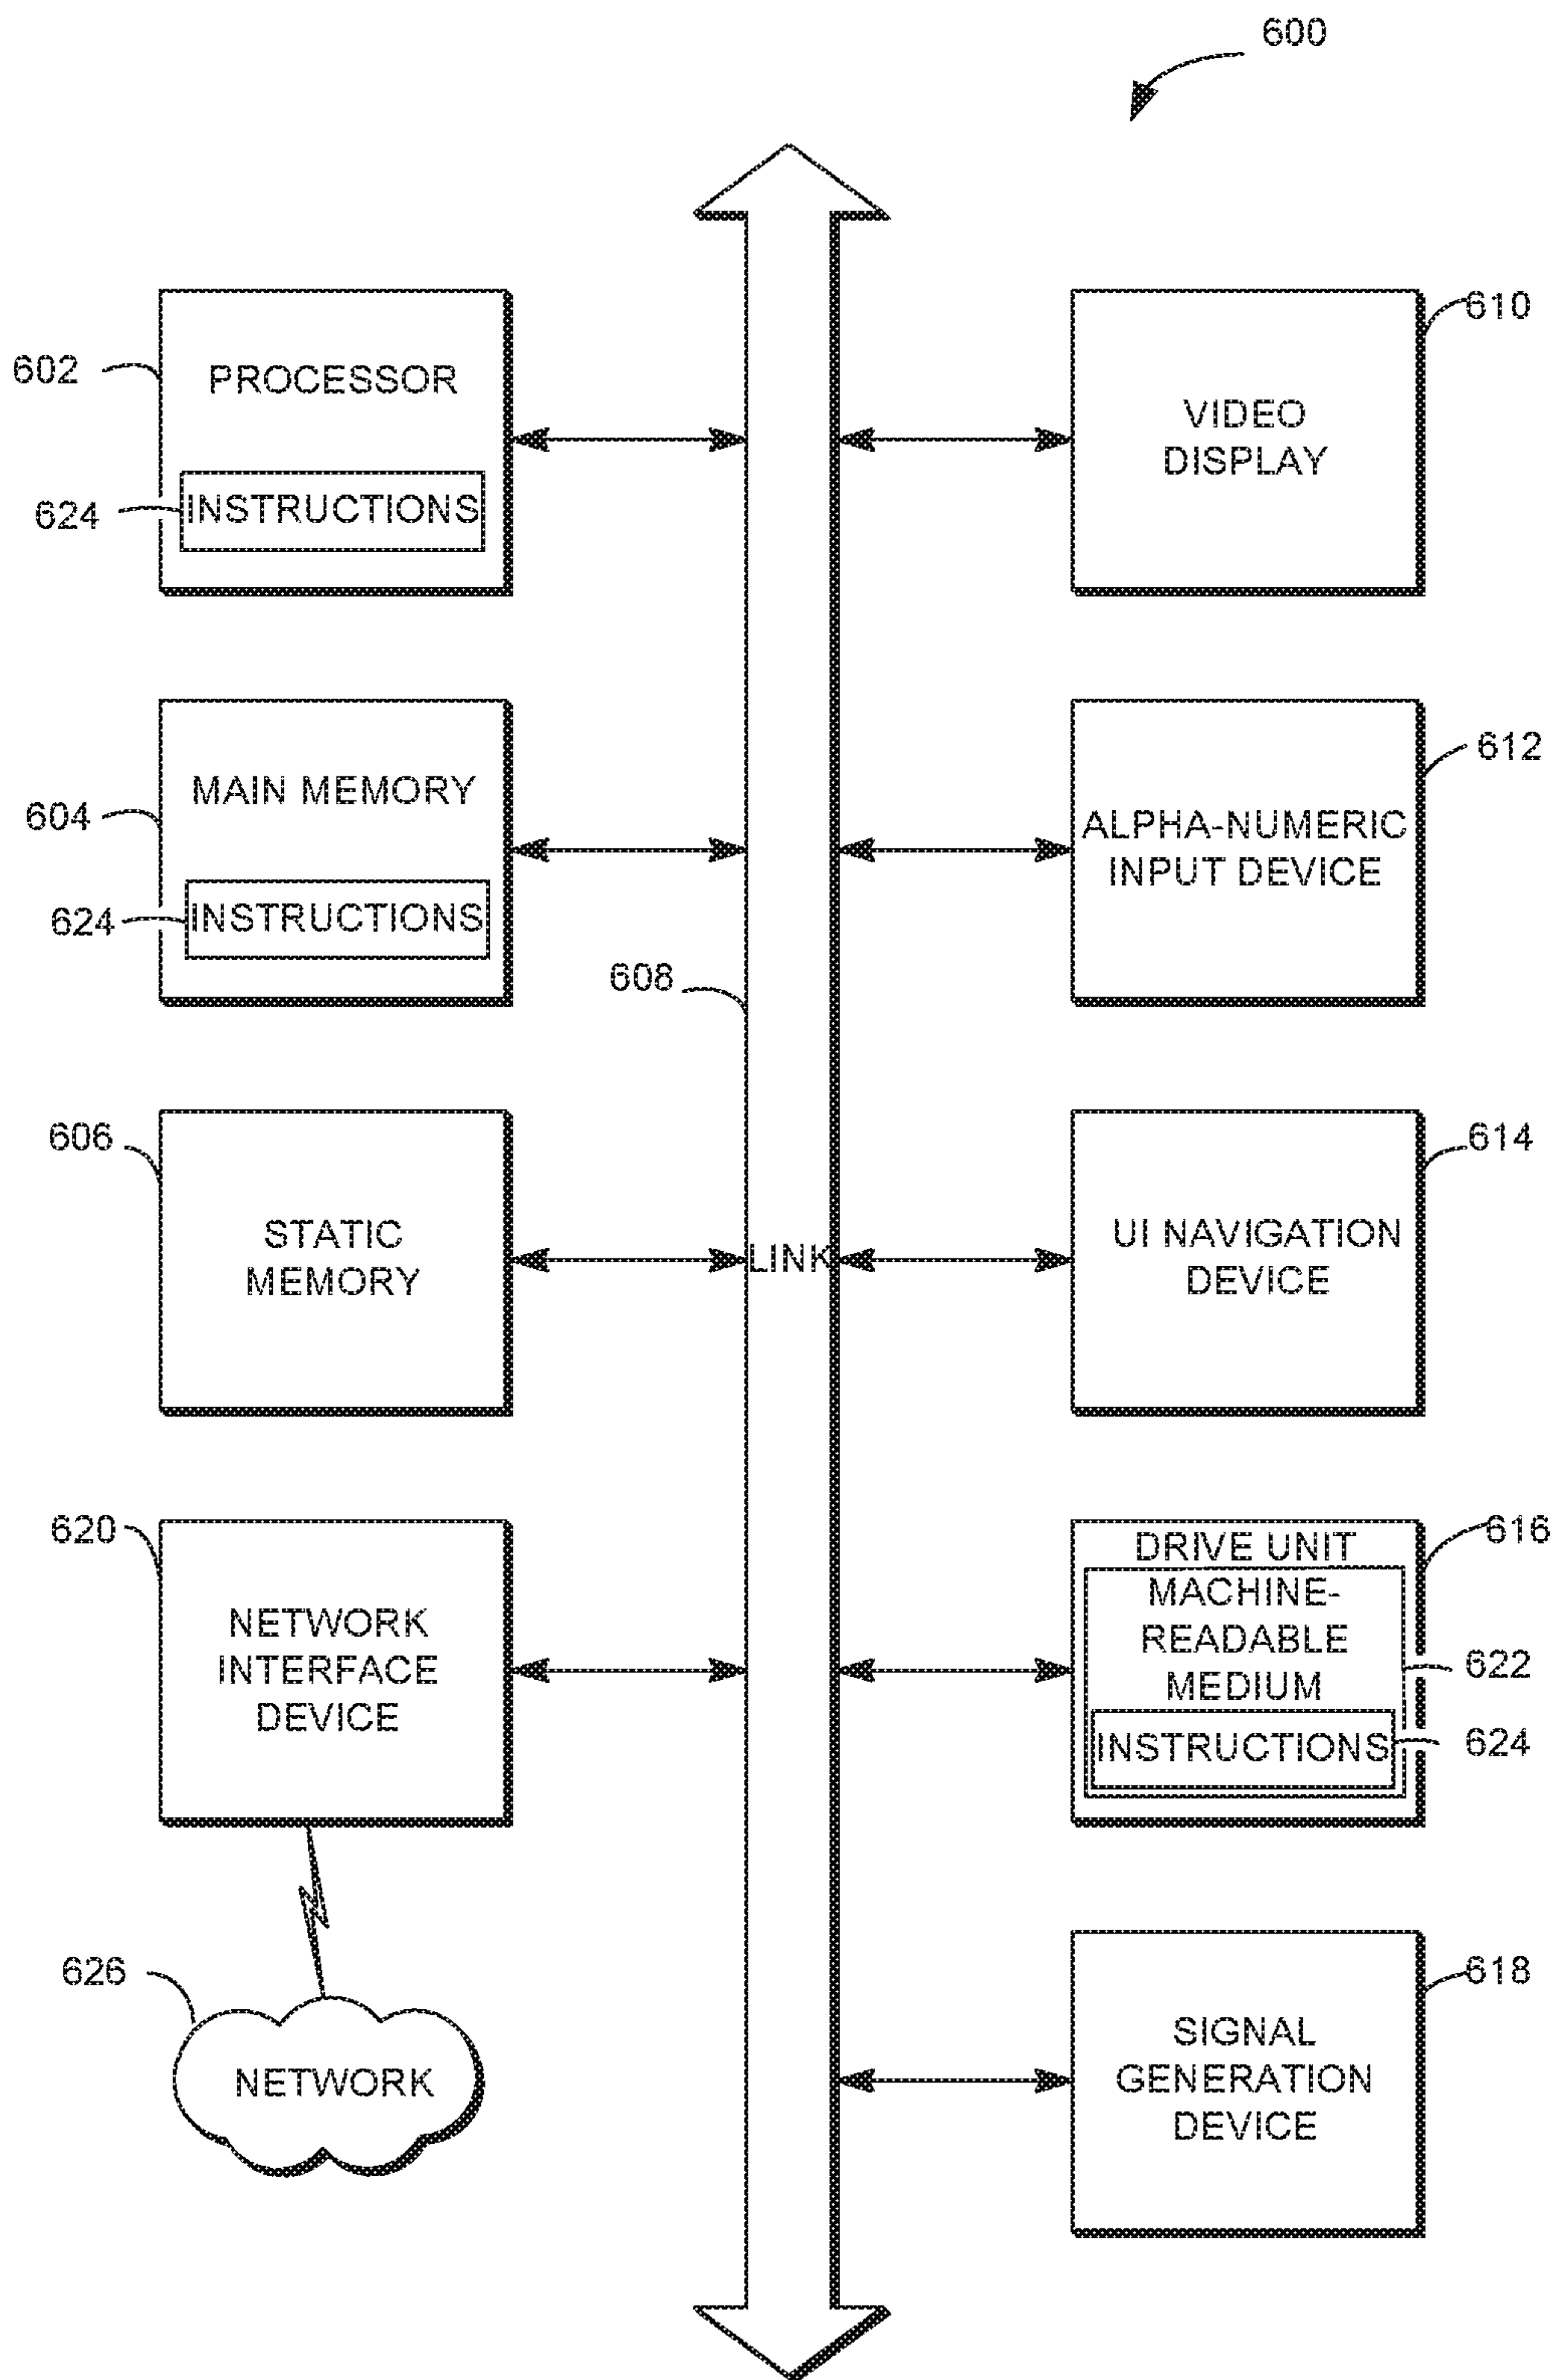 600
602
PROCESSOR
624
INSTRUCTIONS
610
VIDEO
DISPLAY
604
MAIN MEMORY
624
INSTRUCTIONS
608
612
ALPHA-NUMERIC
INPUT DEVICE
606
STATIC
MEMORY
LINK
614
UI NAVIGATION
DEVICE
620
NETWORK
INTERFACE
DEVICE
616
DRIVE UNIT
MACHINE-
READABLE
MEDIUM
622
INSTRUCTIONS
624
626
NETWORK
618
SIGNAL
GENERATION
DEVICE